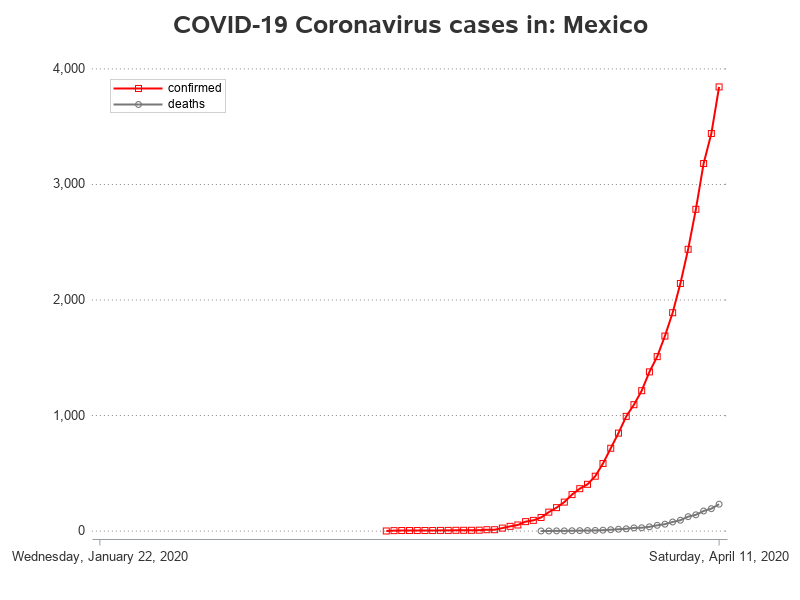 COVID-19 Coronavirus cases in: Mexico
4,000
confirmed
deaths
3,000
2,000
1,000
0
Wednesday, January 22, 2020
Saturday, April 11, 2020